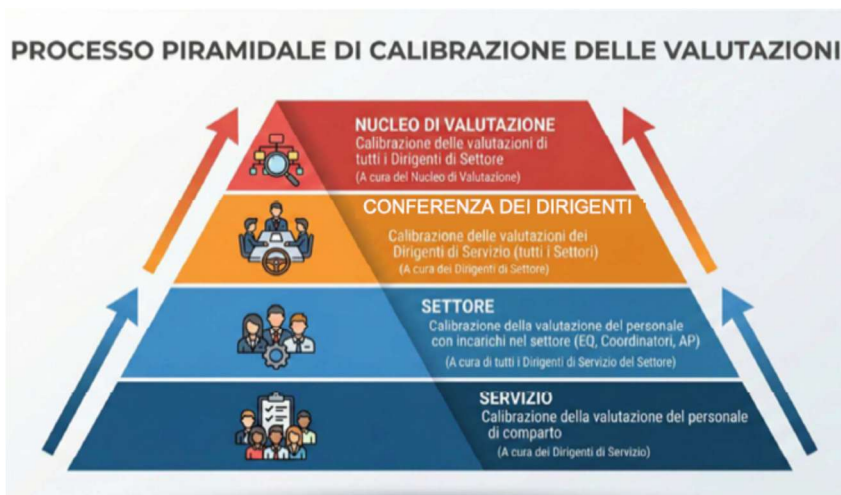 PROCESSO PIRAMIDALE DI CALIBRAZIONE DELLE VALUTAZIONI
NUCLEO DI VALUTAZIONE
Calibrazione delle valutazioni di
tutti i Dirigenti di Settore
(A cura del Nucleo di Valutazione)
CONFERENZA DEI DIRIGENTI
Calibrazione delle valutazioni dei
Dirigenti di Servizio (tutti i Settori)
(A cura dei Dirigenti di Settore)
SETTORE
Calibrazione della valutazione del personale
con incarichi nel settore (EQ, Coordinatori, AP)
(A cura di tutti i Dirigenti di Servizio del Settore)
SERVIZIO
Calibrazione della valutazione del personale
di comparto
(A cura dei Dirigenti di Servizio)